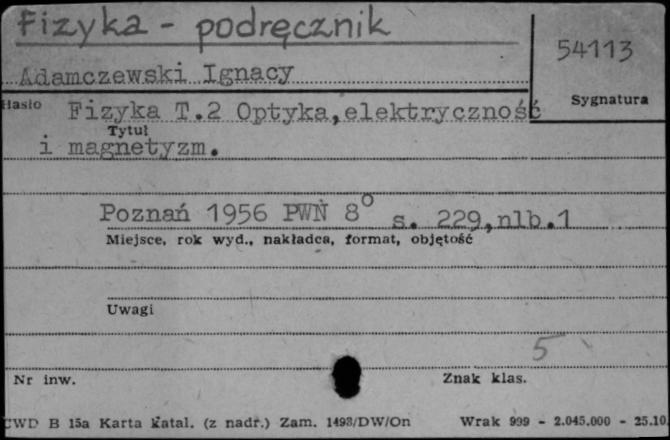 Fizyka - podręcznik
54113
Adamczewski Ignacy
Hasło
Sygnatura
Fizyka T.2 Optyka,elektryczność
Tytuł
i magnetyzm.
Poznań 1956 PWN 8° s. 229,nlb.1
Miejsce, rok wyd., nakładca, format, objętość
Uwagi
5
Nr inw.
Znak klas.
CWD B 15a Karta katal. (z nadr.) Zam. 1493/DW/On Wrak 999 - 2.045.000 - 25.10